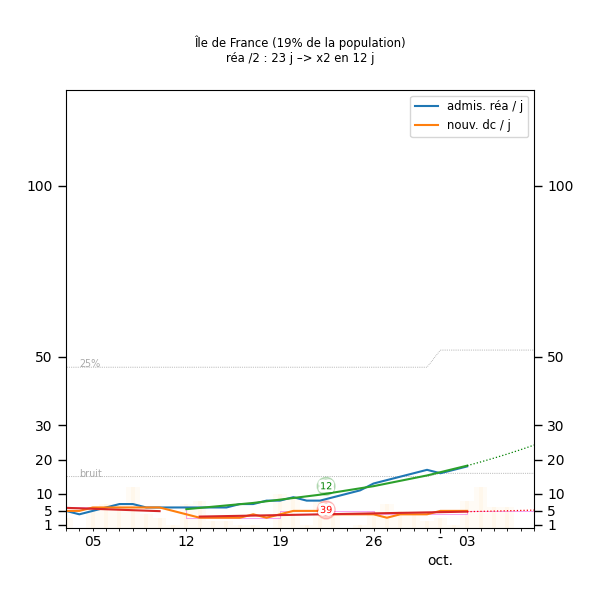 Île de France (19% de la population)
réa /2 : 23 j –> x2 en 12 j
admis. réa / j
nouv. dc / j
100 100
50 50
25%
30 30
20 20
bruit
12
10 10
39
5 5
1 1
05 12 19 26 - 03
oct.